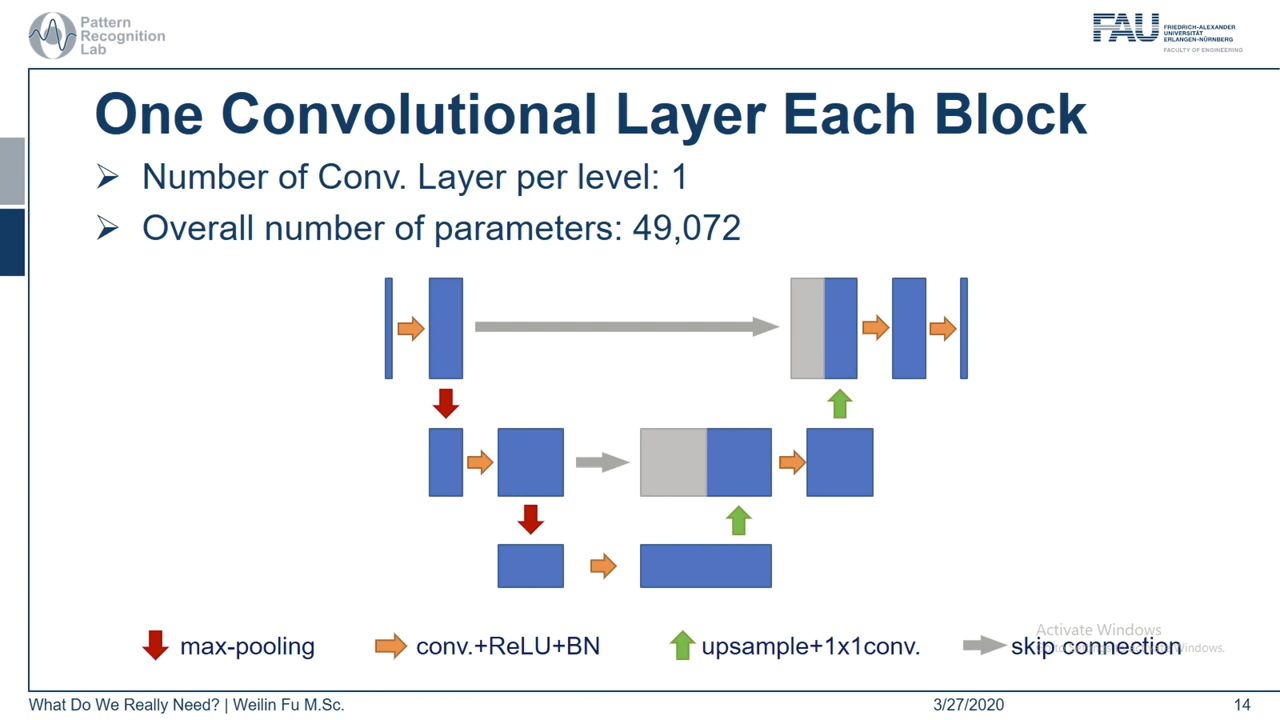 Pattern
Recognition
Lab
FAU
FRIEDRICH-ALEXANDER
UNIVERSITÄT
ERLANGEN-NÜRNBERG
FACULTY OF ENGINEERING
One Convolutional Layer Each Block
➢ Number of Conv. Layer per level: 1
➢ Overall number of parameters: 49,072
max-pooling
conv.+ReLU+BN
upsample+1x1conv.
skip connection
Activate Windows
Windows.
What Do We Really Need? | Weilin Fu M.Sc.
3/27/2020
14